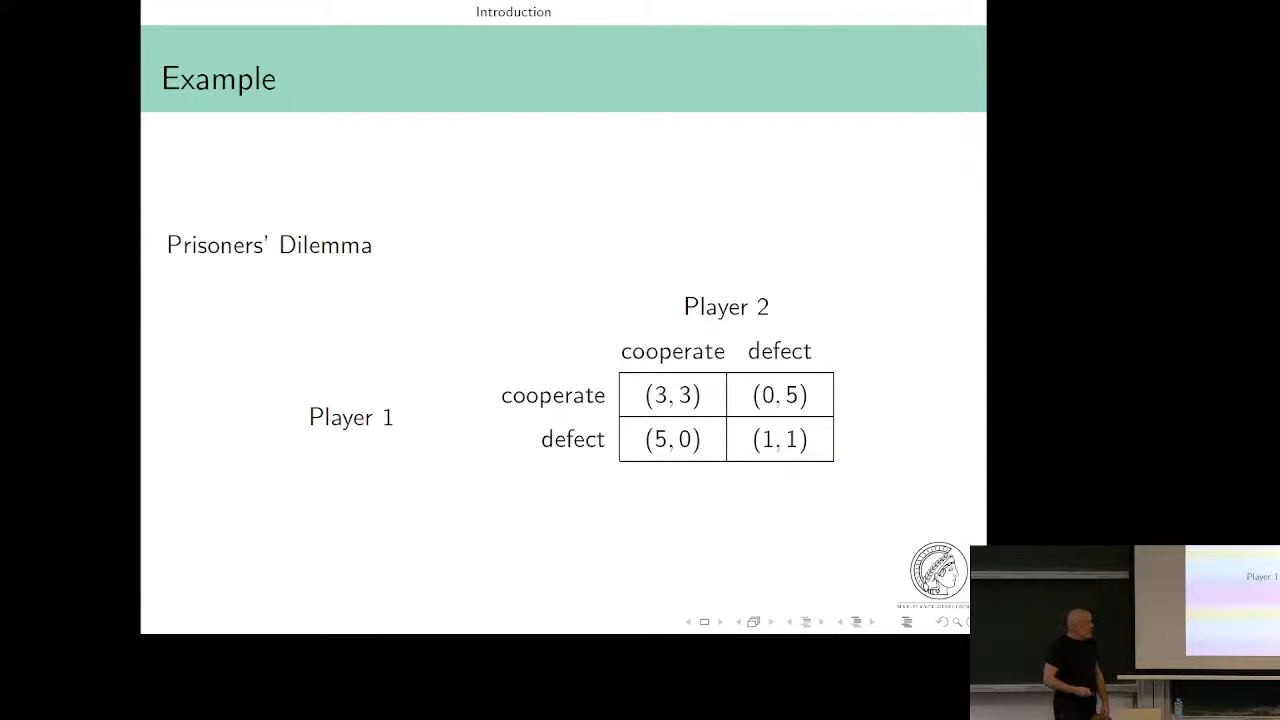 Introduction
Example
Prisoners' Dilemma
Player 2
cooperate defect
cooperate (3, 3) (0, 5)
Player 1
defect (5, 0) (1, 1)
Player 1